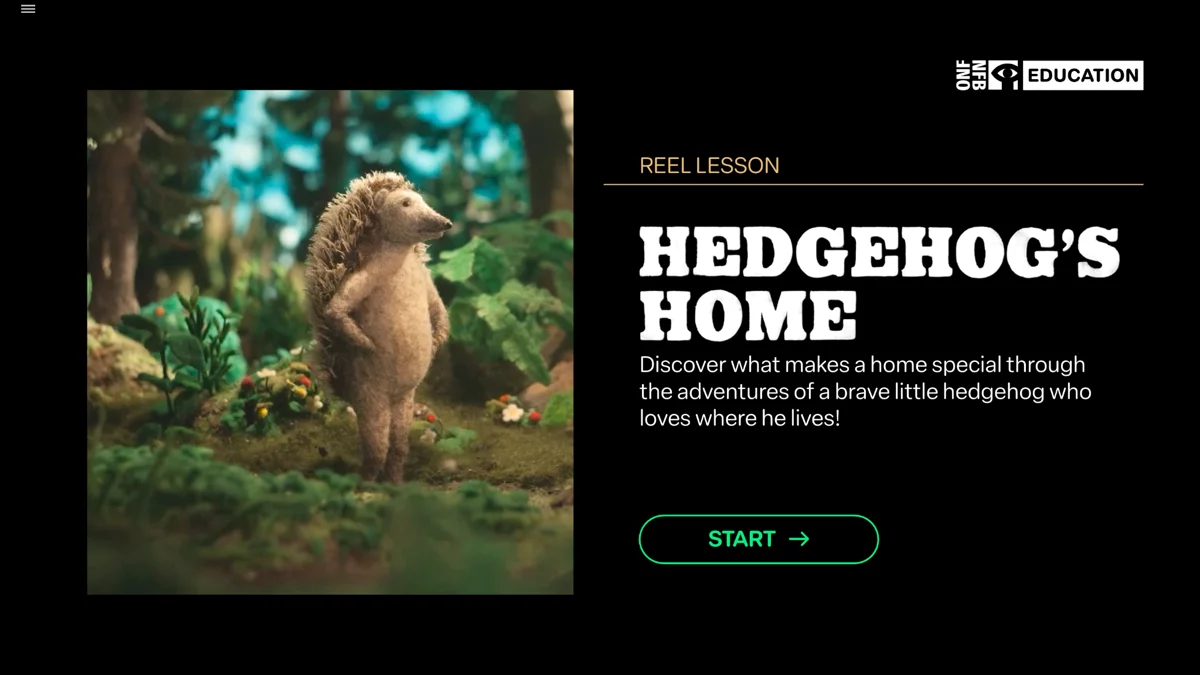 ONF
NFB
EDUCATION
REEL LESSON
HEDGEHOG’S
HOME
Discover what makes a home special through
the adventures of a brave little hedgehog who
loves where he lives!
START →